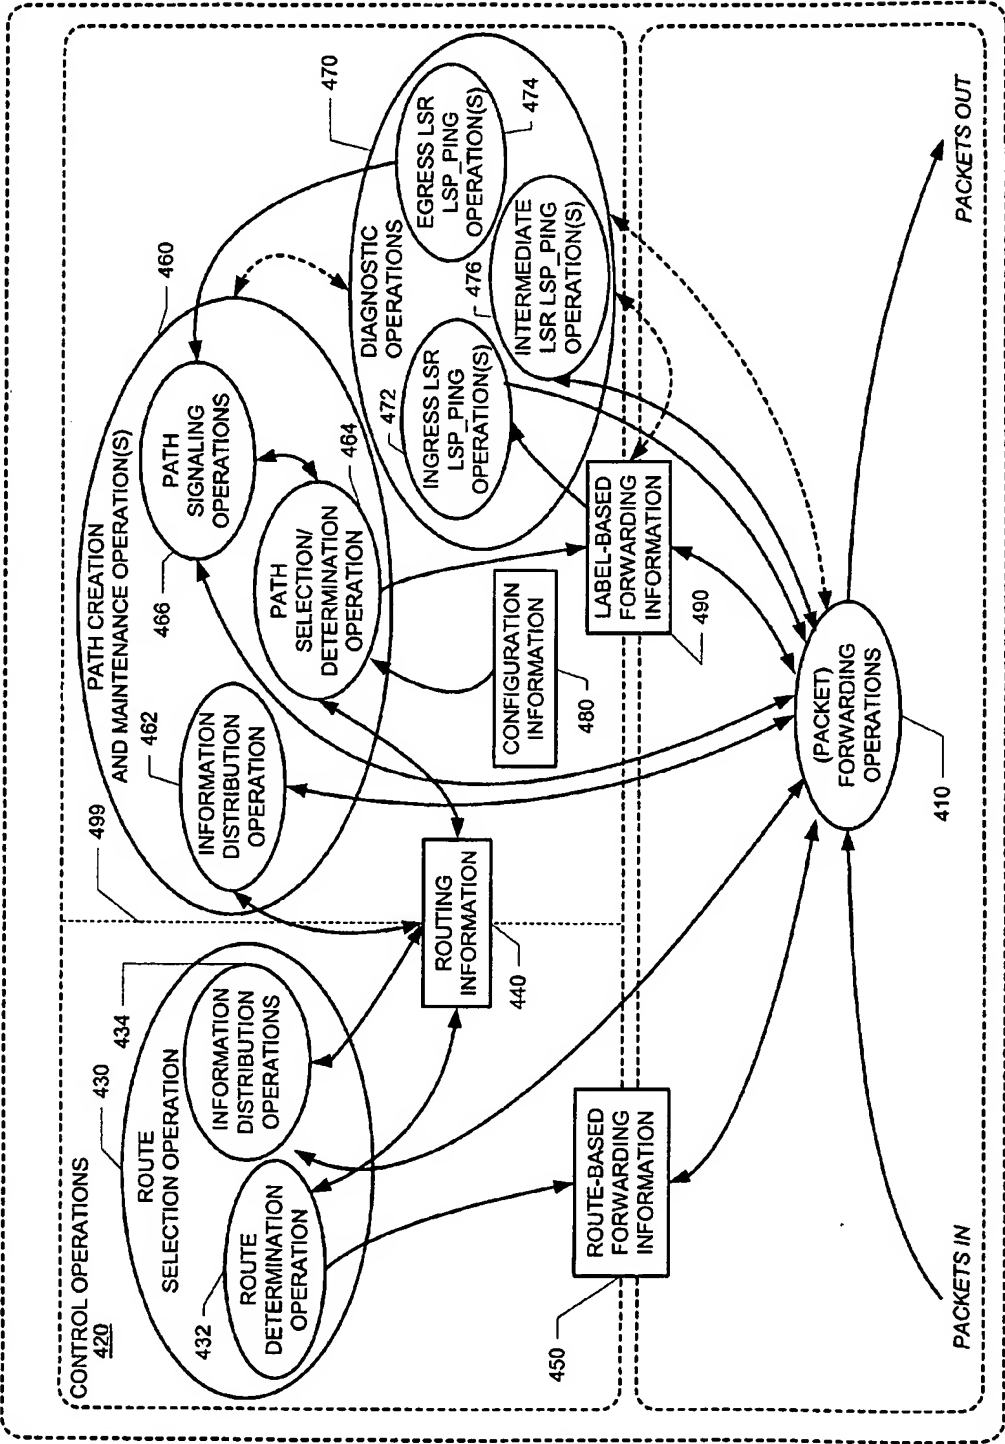 CONTROL OPERATIONS
420
430
434
ROUTE
SELECTION OPERATION
432
ROUTE
DETERMINATION
OPERATION
INFORMATION
DISTRIBUTION
OPERATIONS
499
PATH CREATION
AND MAINTENANCE OPERATION(S)
460
462
INFORMATION
DISTRIBUTION
OPERATION
466
PATH
SIGNALING
OPERATIONS
PATH
SELECTION/
DETERMINATION
OPERATION
464
470
DIAGNOSTIC
OPERATIONS
472
INGRESS LSR
LSP_PING
OPERATION(S)
EGRESS LSR
LSP_PING
OPERATION(S)
474
476
INTERMEDIATE
LSR LSP_PING
OPERATION(S)
ROUTING
INFORMATION
440
CONFIGURATION
INFORMATION
480
450
ROUTE-BASED
FORWARDING
INFORMATION
LABEL-BASED
FORWARDING
INFORMATION
490
(PACKET)
FORWARDING
OPERATIONS
410
PACKETS IN
PACKETS OUT